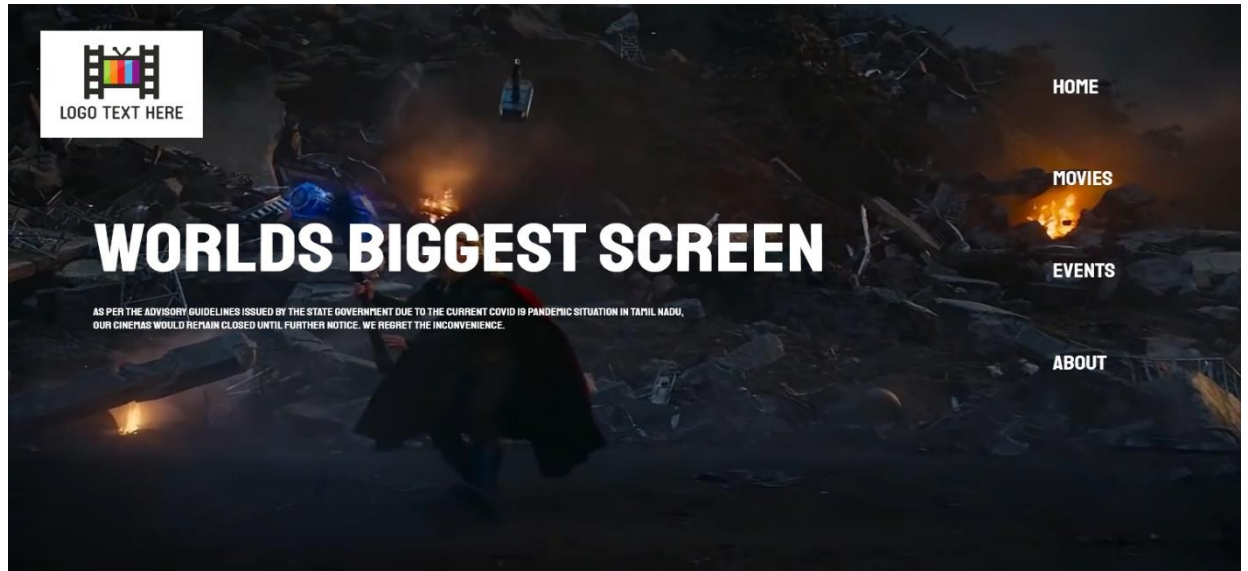 LOGO TEXT HERE
HOME
MOVIES
WORLDS BIGGEST SCREEN
EVENTS
AS PER THE ADVISORY GUIDELINES ISSUED BY THE STATE GOVERNMENT DUE TO THE CURRENT COVID 19 PANDEMIC SITUATION IN TAMIL NADU,
OUR CINEMAS WOULD REMAIN CLOSED UNTIL FURTHER NOTICE. WE REGRET THE INCONVENIENCE.
ABOUT